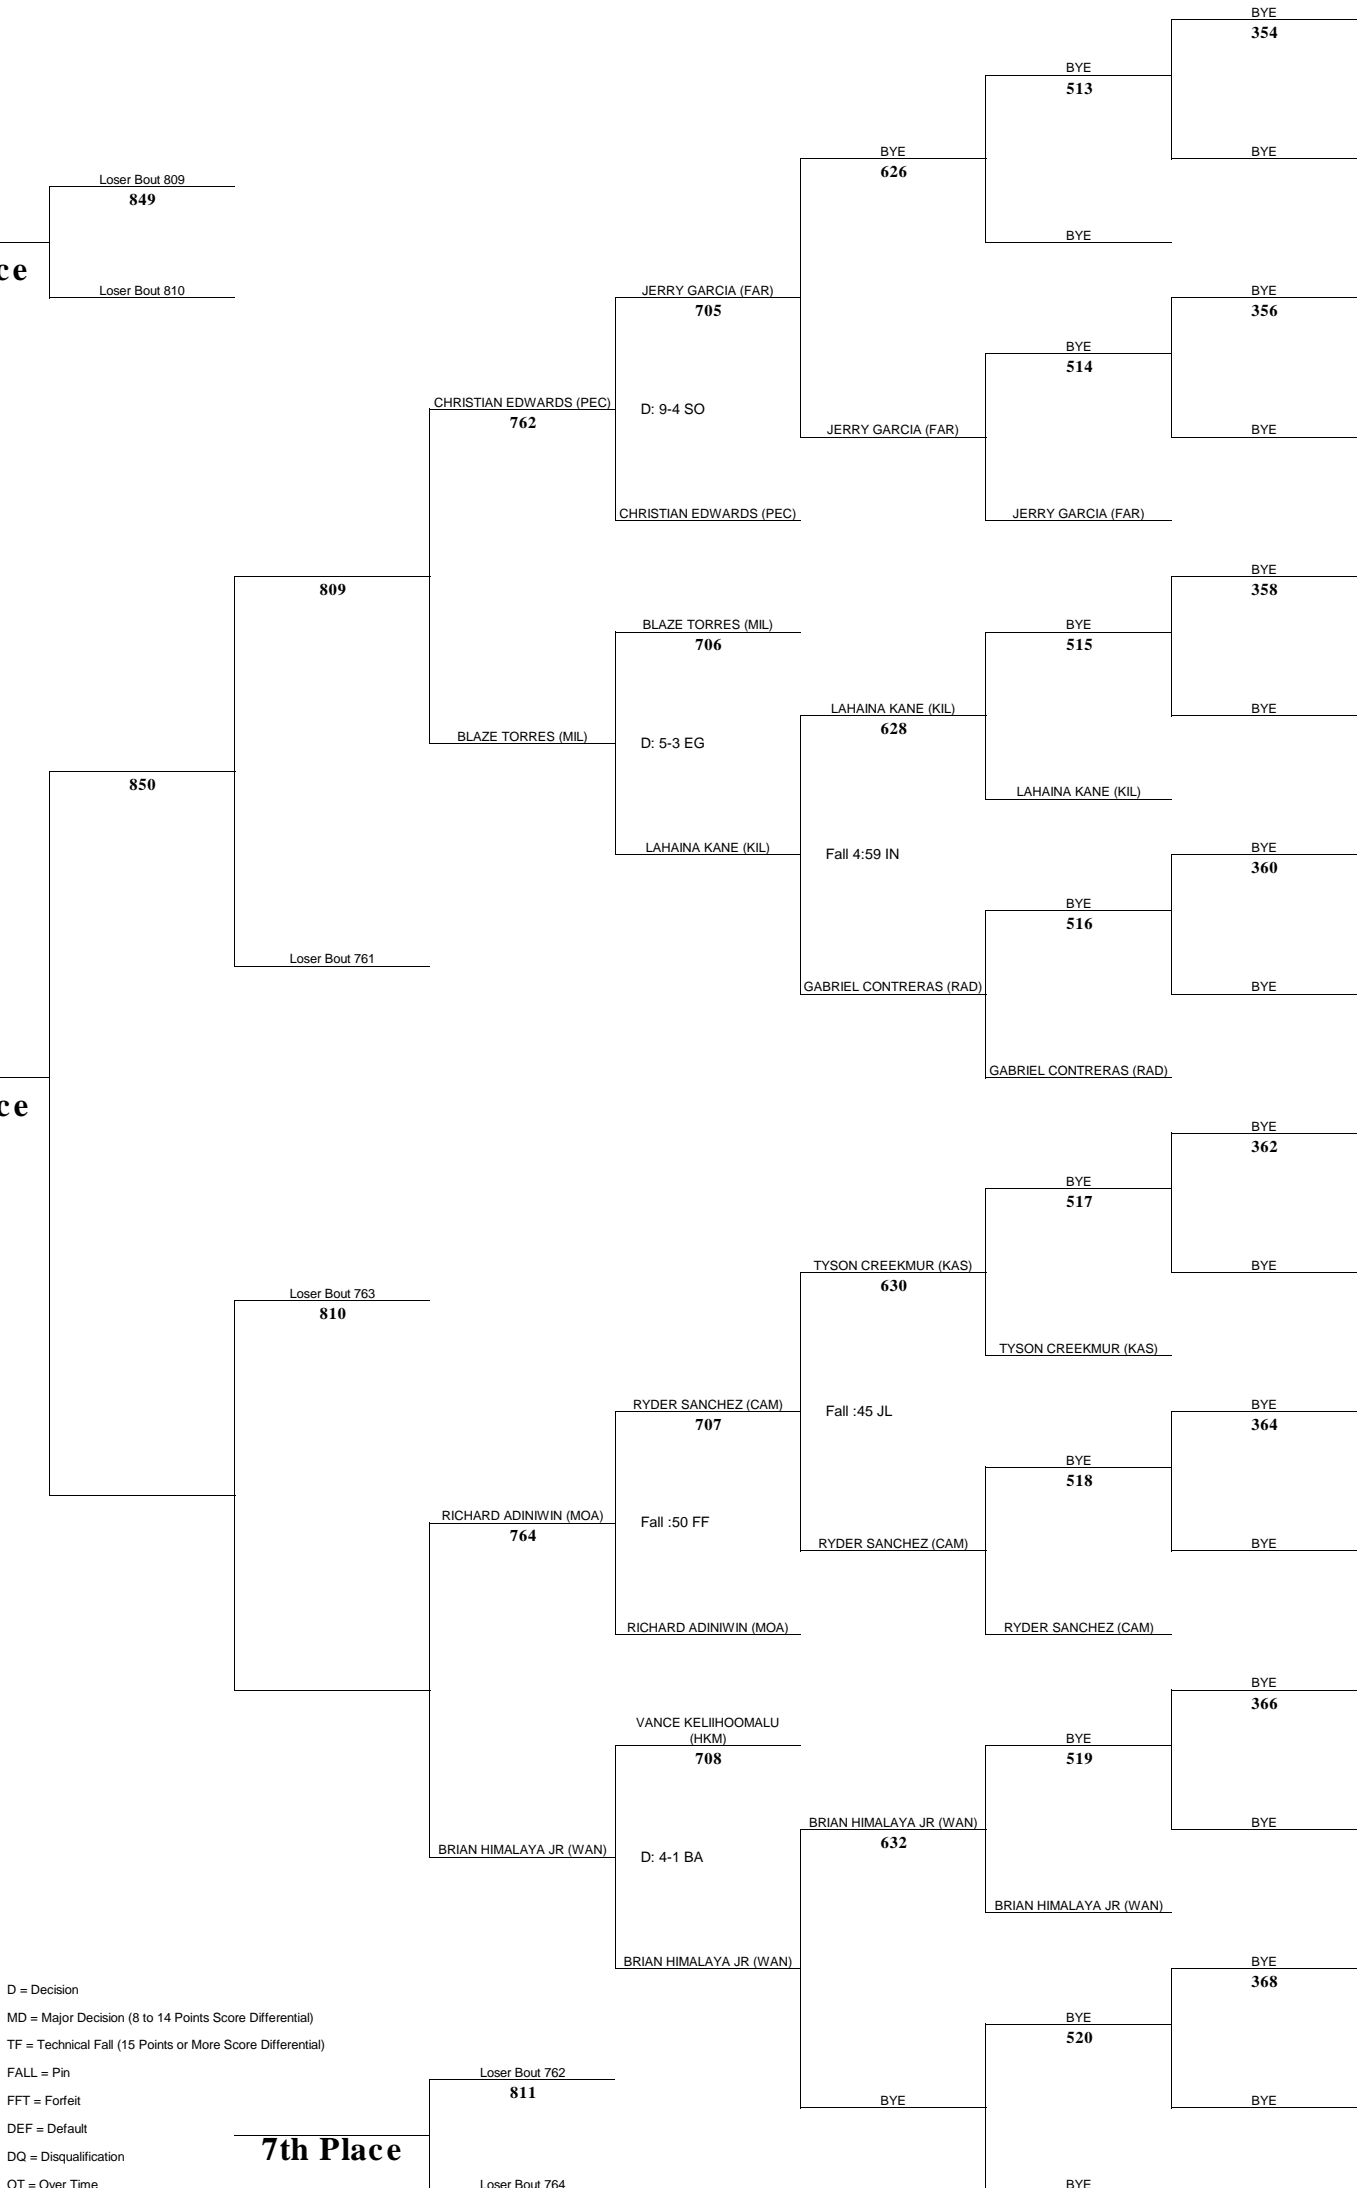 BYE
354
BYE
513
BYE
626
BYE
Loser Bout 809
849
BYE
ce
Loser Bout 810
JERRY GARCIA (FAR)
705
BYE
356
BYE
514
CHRISTIAN EDWARDS (PEC)
762
D: 9-4 SO
JERRY GARCIA (FAR)
BYE
CHRISTIAN EDWARDS (PEC)
JERRY GARCIA (FAR)
BYE
358
809
BLAZE TORRES (MIL)
706
BYE
515
LAHAINA KANE (KIL)
628
BYE
BLAZE TORRES (MIL)
D: 5-3 EG
850
LAHAINA KANE (KIL)
LAHAINA KANE (KIL)
Fall 4:59 IN
BYE
360
BYE
516
Loser Bout 761
GABRIEL CONTRERAS (RAD)
BYE
GABRIEL CONTRERAS (RAD)
ce
BYE
362
BYE
517
TYSON CREEKMUR (KAS)
630
BYE
Loser Bout 763
810
TYSON CREEKMUR (KAS)
RYDER SANCHEZ (CAM)
707
Fall :45 JL
BYE
364
BYE
518
RICHARD ADINIWIN (MOA)
764
Fall :50 FF
RYDER SANCHEZ (CAM)
BYE
RICHARD ADINIWIN (MOA)
RYDER SANCHEZ (CAM)
BYE
366
VANCE KELIIHOOMALU
(HKM)
708
BYE
519
BRIAN HIMALAYA JR (WAN)
632
BYE
BRIAN HIMALAYA JR (WAN)
D: 4-1 BA
BRIAN HIMALAYA JR (WAN)
BRIAN HIMALAYA JR (WAN)
BYE
368
D = Decision
MD = Major Decision (8 to 14 Points Score Differential)
BYE
520
TF = Technical Fall (15 Points or More Score Differential)
FALL = Pin
Loser Bout 762
811
FFT = Forfeit
BYE
BYE
DEF = Default
7th Place
DQ = Disqualification
OT = Over Time
Loser Bout 764
BYE